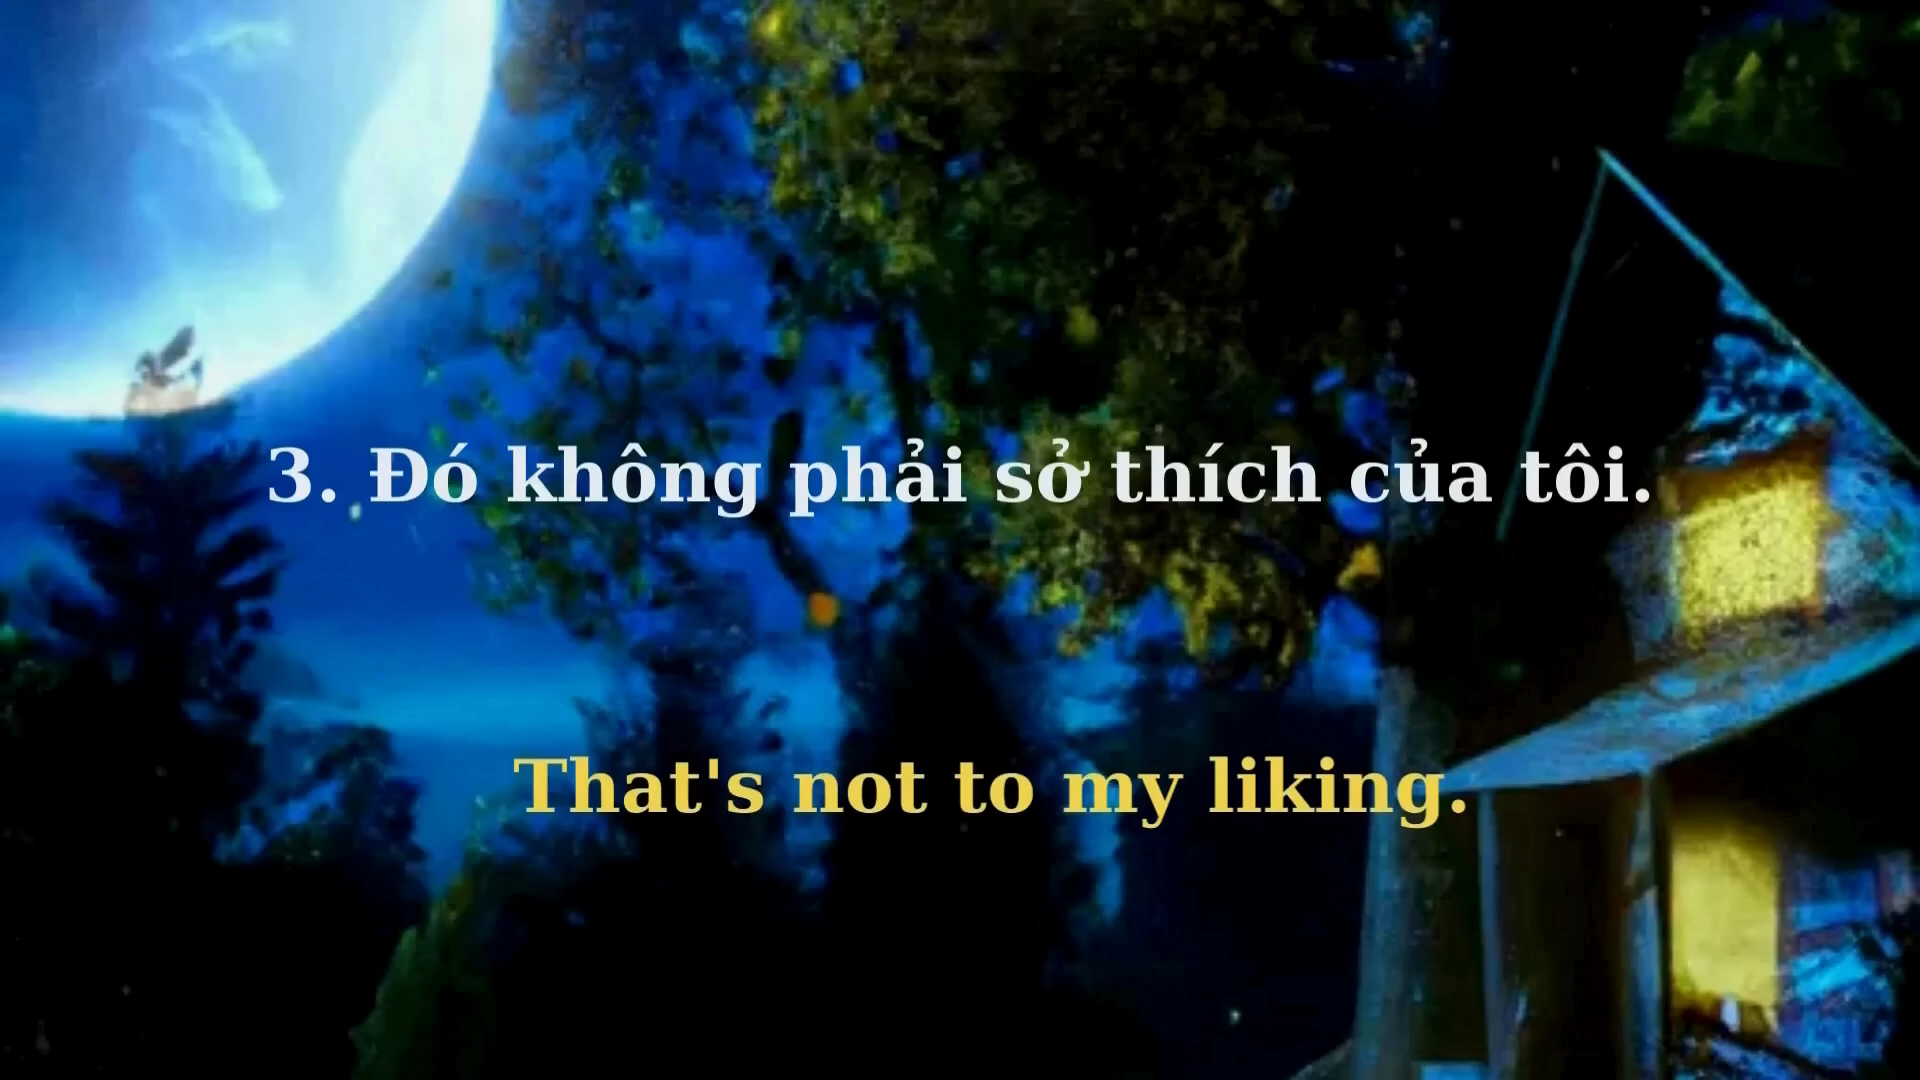 3. Đó không phải sở thích của tôi.
That's not to my liking.